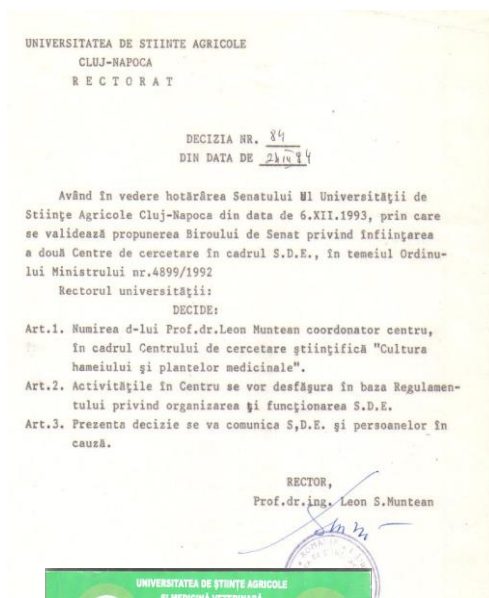 UNIVERSITATEA DE STIINTE AGRICOLE
CLUJ-NAPOCA
R E C T O R A T
DECIZIA NR. 84
DIN DATA DE
Având în vedere hotărârea Senatului Ul Universităţii de
Stiinţe Agricole Cluj-Napoca din data de 6.XII.1993, prin care
se validează propunerea Biroului de Senat privind înfiinţarea
a două Centre de cercetare în cadrul S.D.E., în temeiul Ordinu-
lui Ministrului nr.4899/1992
Rectorul universităţii:
DECIDE:
Art.1. Numirea d-lui Prof.dr.Leon Muntean coordonator centru,
în cadrul Centrului de cercetare ştiinţifică "Cultura
hameiului şi plantelor medicinale".
Art.2. Activităţile în Centru se vor desfăşura în baza Regulamen-
tului privind organizarea şi funcţionarea S.D.E.
Art.3. Prezenta decizie se va comunica S,D.E. şi persoanelor în
cauză.
RECTOR,
Prof.dr.ing. Leon S.Muntean
UNIVERSITATEA DE ŞTIINŢE AGRICOLE
ŞI MEDICINĂ VETERINARĂ